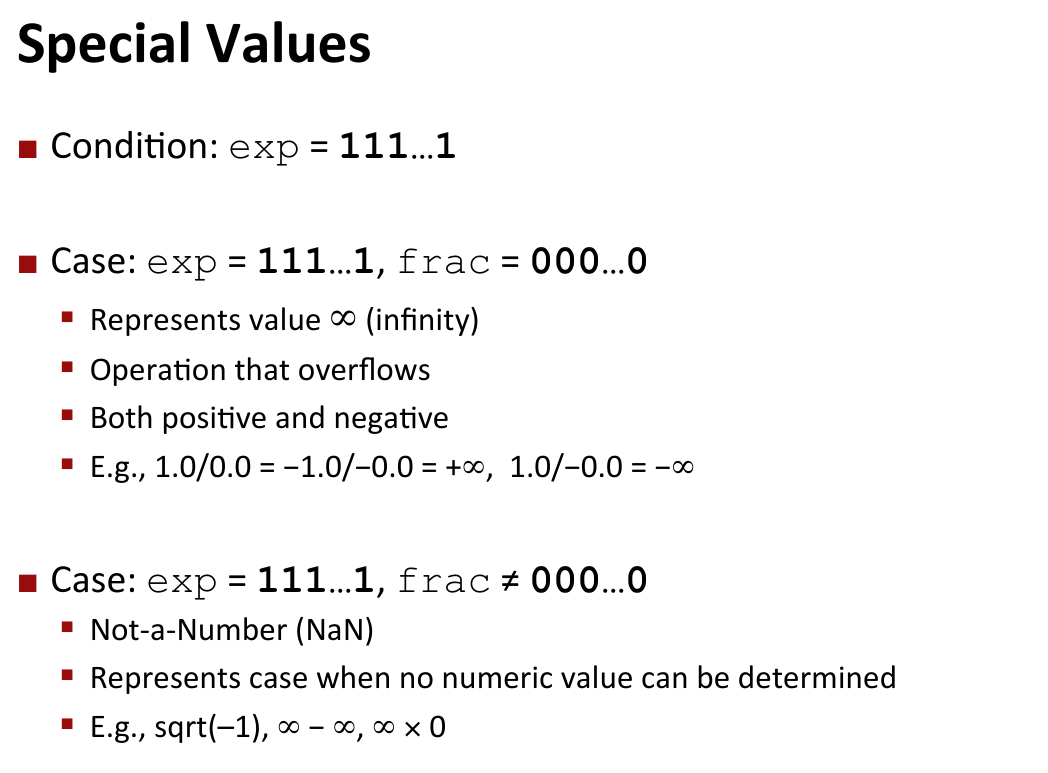 Special Values
■ Condition: exp = 111…1
■ Case: exp = 111…1, frac = 000…0
▪ Represents value ∞ (infinity)
▪ Operation that overflows
▪ Both positive and negative
▪ E.g., 1.0/0.0 = −1.0/−0.0 = +∞, 1.0/−0.0 = −∞
■ Case: exp = 111…1, frac ≠ 000…0
▪ Not-a-Number (NaN)
▪ Represents case when no numeric value can be determined
▪ E.g., sqrt(–1), ∞ − ∞, ∞ × 0